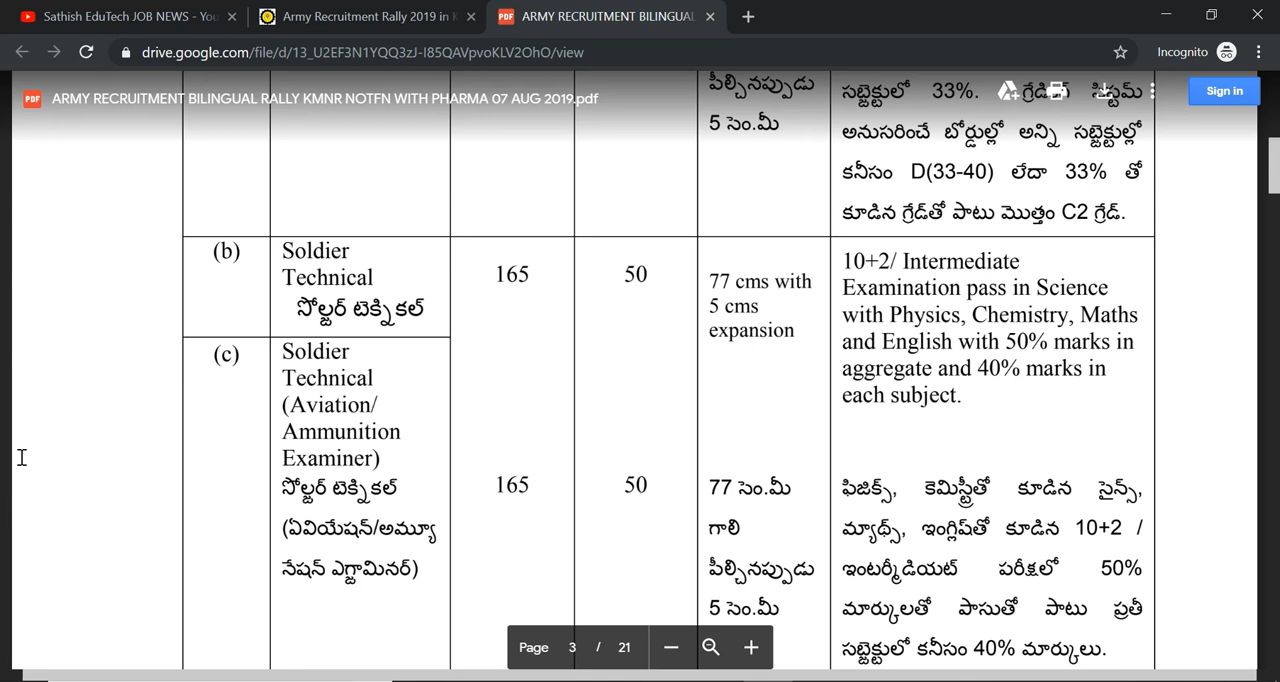 Sathish EduTech JOB NEWS - You
Army Recruitment Rally 2019 in K
PDF ARMY RECRUITMENT BILINGUAL
drive.google.com/file/d/13_U2EF3N1YQQ3zJ-I85QAVpvoKLV2OhO/view
Incognito
PDF ARMY RECRUITMENT BILINGUAL RALLY KMNR NOTFN WITH PHARMA 07 AUG 2019.pdf
Sign in
పీల్చినప్పుడు
5 సెం.మీ
సబ్జెక్టులో 33%. గ్రేడింగ్ సిస్టమ్
అనుసరించే బోర్డుల్లో అన్ని సబ్జెక్టుల్లో
కనీసం D(33-40) లేదా 33% తో
కూడిన గ్రేడ్‌తో పాటు మొత్తం C2 గ్రేడ్.
(b)
Soldier
Technical
సోల్జర్ టెక్నికల్
165
50
77 cms with
5 cms
expansion
10+2/ Intermediate
Examination pass in Science
with Physics, Chemistry, Maths
and English with 50% marks in
aggregate and 40% marks in
each subject.
(c)
Soldier
Technical
(Aviation/
Ammunition
Examiner)
సోల్జర్ టెక్నికల్
(ఏవియేషన్/అమ్యూ
నేషన్ ఎగ్జామినర్)
165
50
77 సెం.మీ
గాలి
పీల్చినప్పుడు
5 సెం.మీ
ఫిజిక్స్, కెమిస్ట్రీతో కూడిన సైన్స్,
మ్యాథ్స్, ఇంగ్లిష్‌తో కూడిన 10+2 /
ఇంటర్మీడియట్ పరీక్షలో 50%
మార్కులతో పాసుతో పాటు ప్రతీ
సబ్జెక్టులో కనీసం 40% మార్కులు.
Page 3 / 21